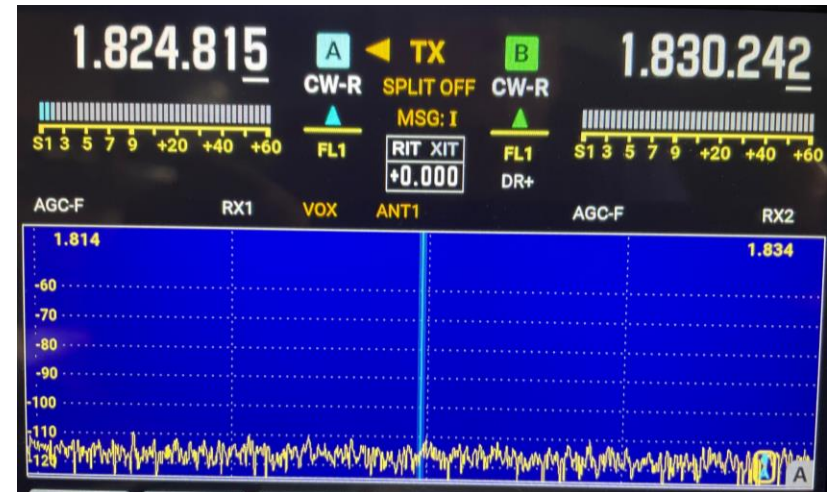 1.824.815 A TX B 1.830.242
CW-R SPLIT OFF CW-R
MSG: I
S1 3 5 7 9 +20 +40 +60 FL1 RIT XIT FL1 S1 3 5 7 9 +20 +40 +60
+0.000 DR+
AGC-F RX1 VOX ANT1 AGC-F RX2
1.814 1.834
-60
-70
-80
-90
-100
-110
-120
A